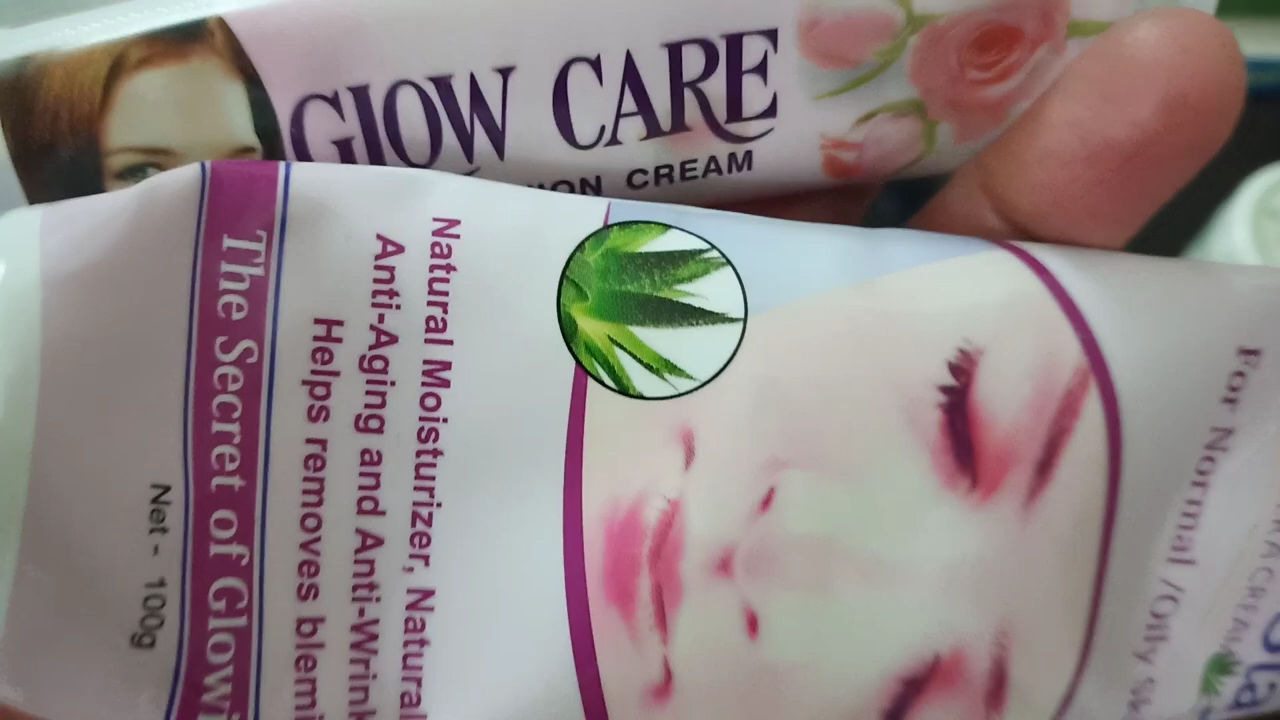 GLOW CARE
CREAM
For Normal /Oily
Natural Moisturizer, Natural
Anti-Aging and Anti-Wrink
Helps removes blemi
The Secret of Glowi
Net - 100g